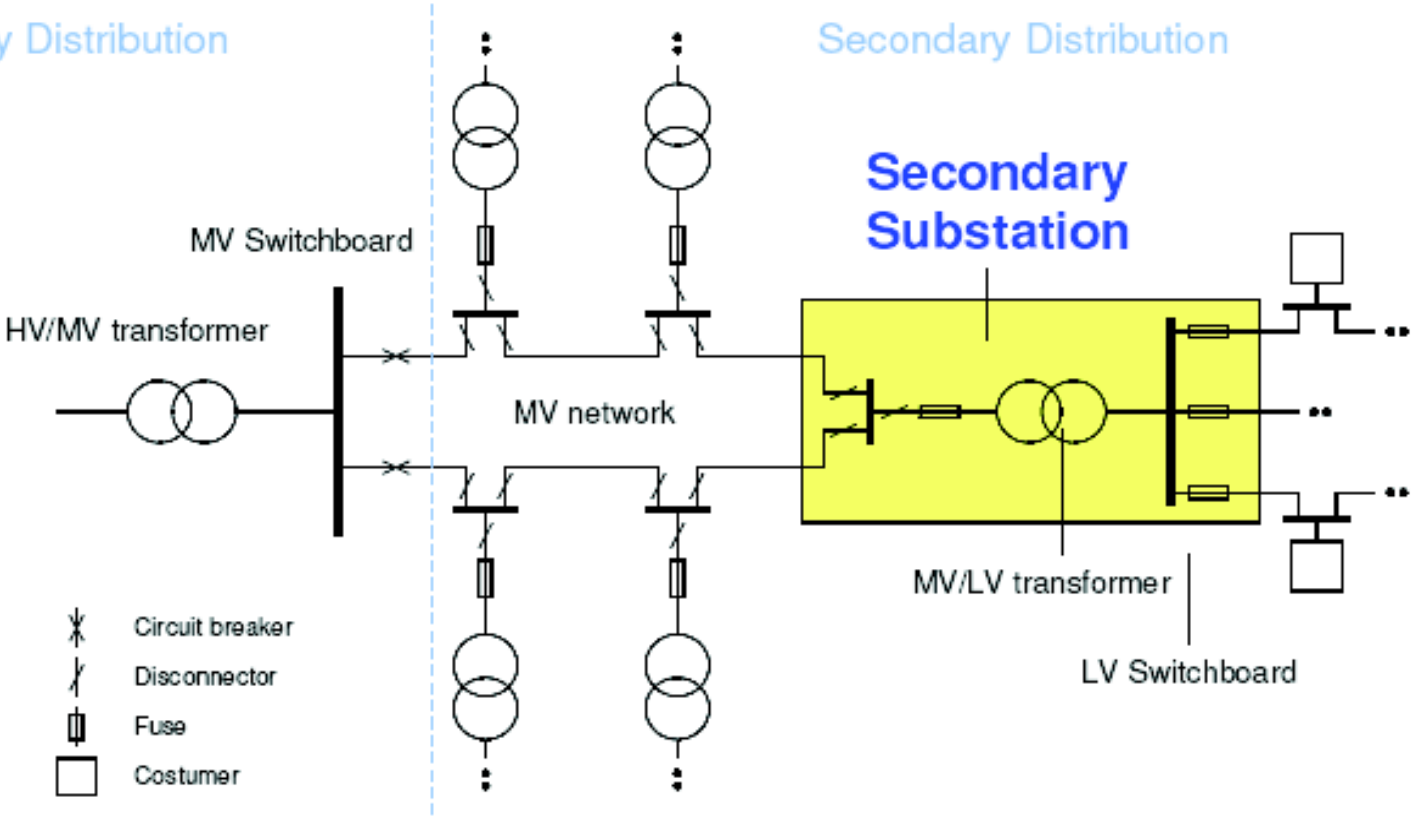 y Distribution
Secondary Distribution
Secondary
Substation
MV Switchboard
HV/MV transformer
MV network
MV/LV transformer
LV Switchboard
Circuit breaker
Disconnector
Fuse
Costumer